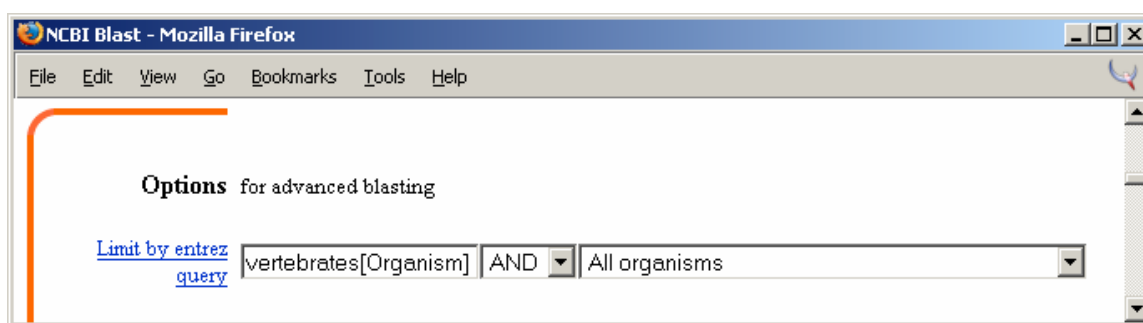 NCBI Blast - Mozilla Firefox
File Edit View Go Bookmarks Tools Help
Options for advanced blasting
Limit by entrez query vertebrates[Organism] AND All organisms